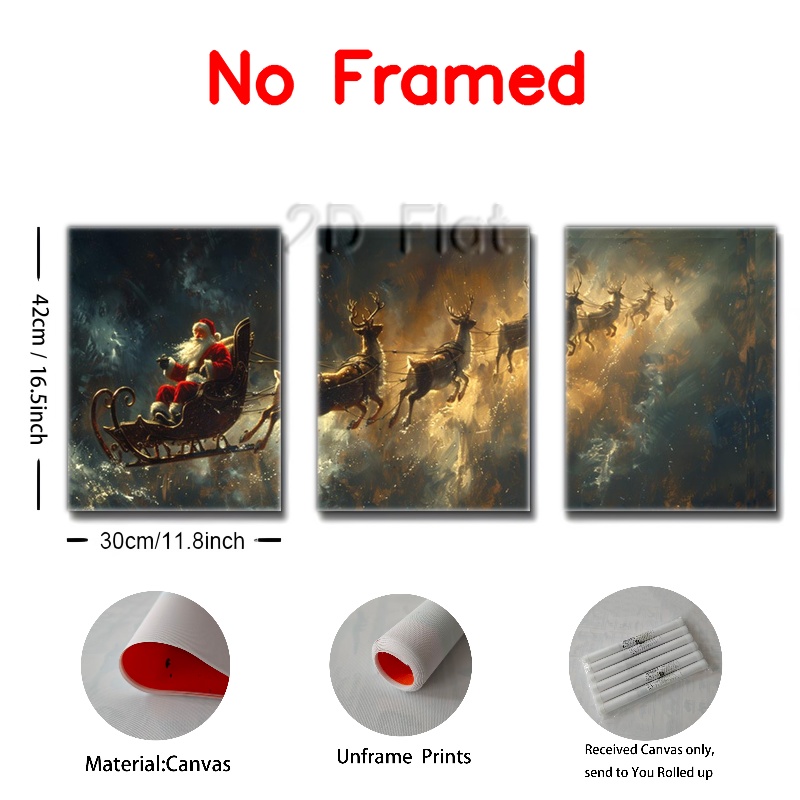 No Framed
2D Flat
42cm / 16.5inch
30cm/11.8inch
Material:Canvas
Unframe Prints
Received Canvas only,
send to You Rolled up